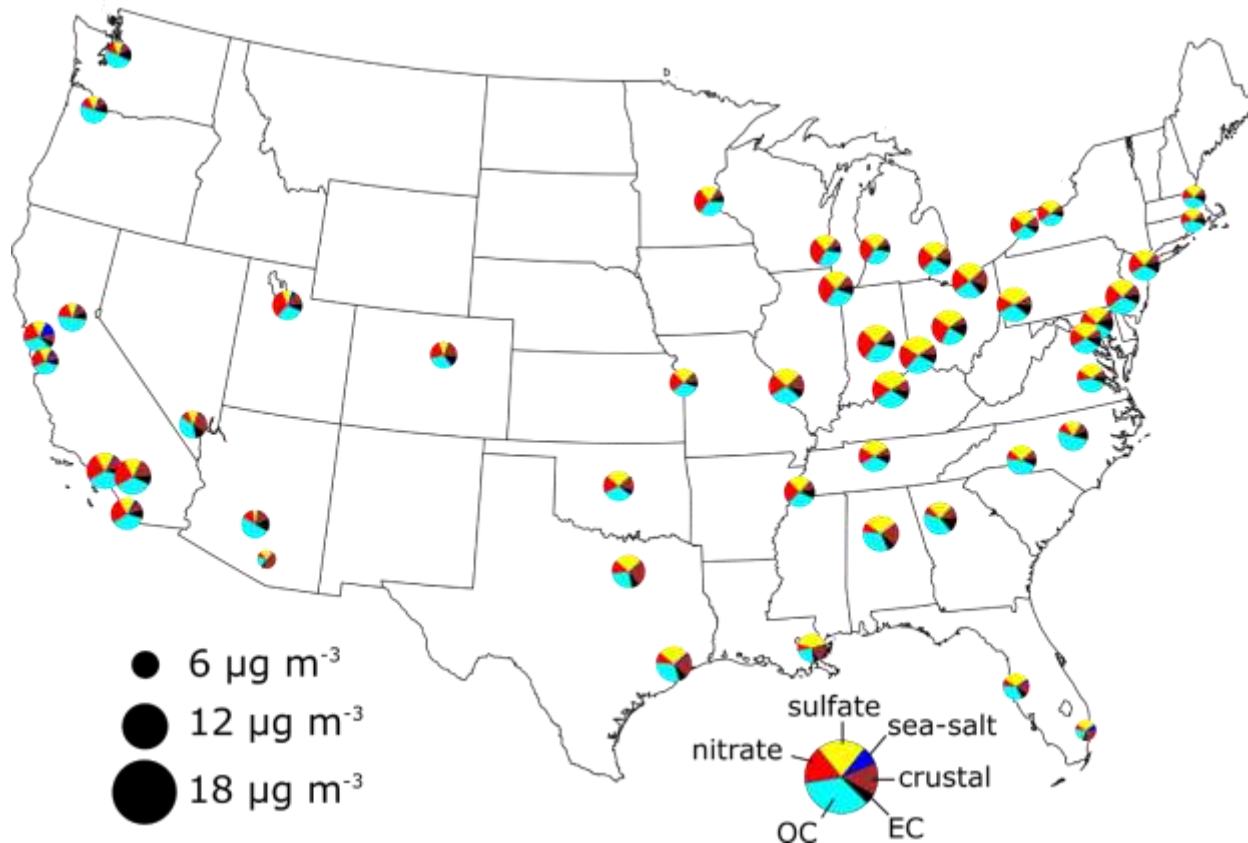 6 µg m⁻³
12 µg m⁻³
18 µg m⁻³
sulfate
sea-salt
nitrate
crustal
OC
EC